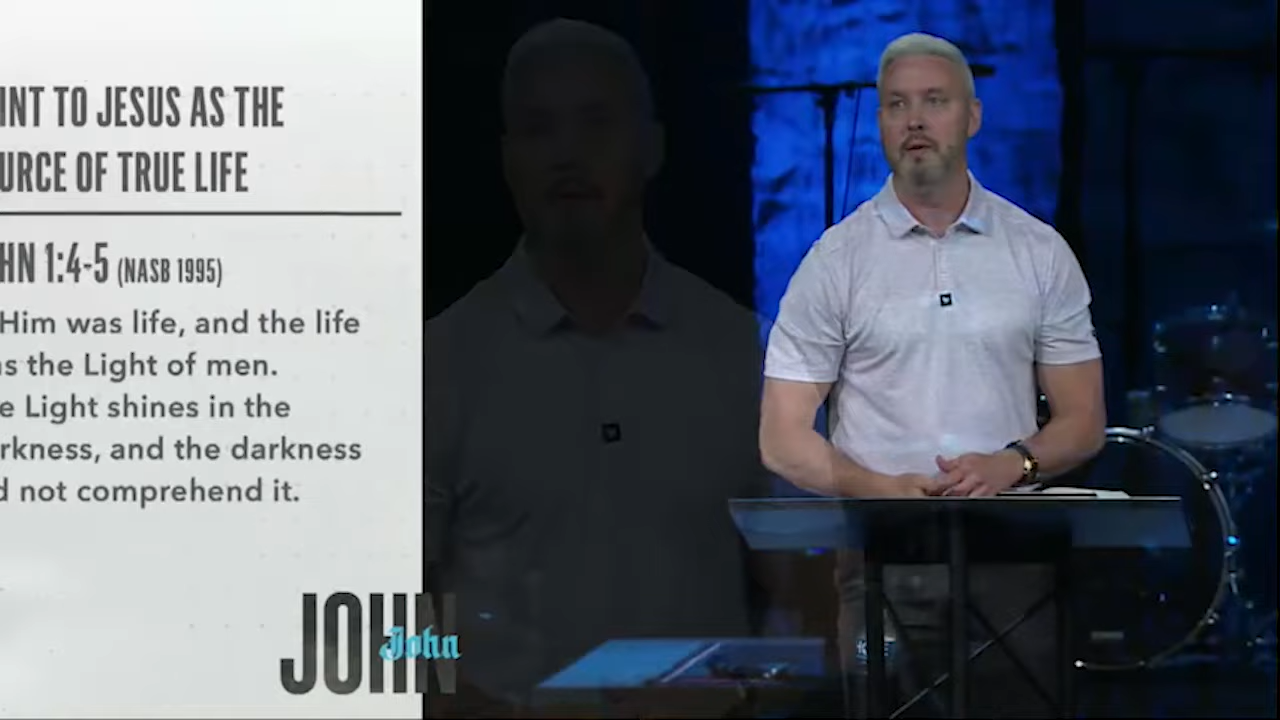 INT TO JESUS AS THE
URCE OF TRUE LIFE
HN 1:4-5 (NASB 1995)
Him was life, and the life
s the Light of men.
e Light shines in the
rkness, and the darkness
d not comprehend it.
JOHN
John